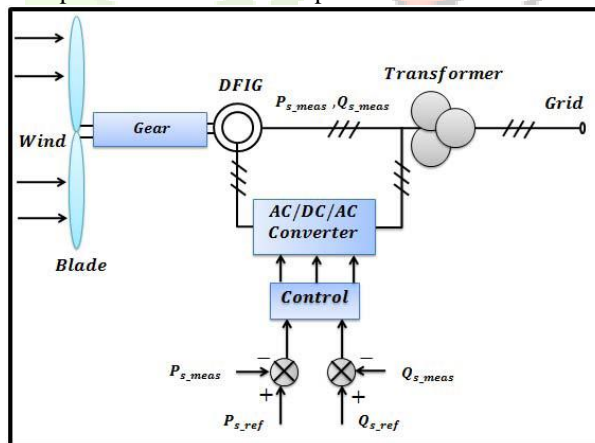 DFIG
P_s_meas , Q_s_meas
Transformer
Grid
Wind
Gear
AC/DC/AC
Converter
Blade
Control
P_s_meas
−
−
Q_s_meas
+
+
P_s_ref
Q_s_ref